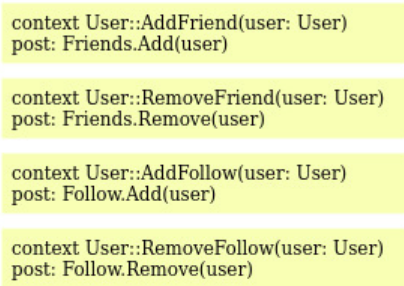 context User::AddFriend(user: User)
post: Friends.Add(user)
context User::RemoveFriend(user: User)
post: Friends.Remove(user)
context User::AddFollow(user: User)
post: Follow.Add(user)
context User::RemoveFollow(user: User)
post: Follow.Remove(user)